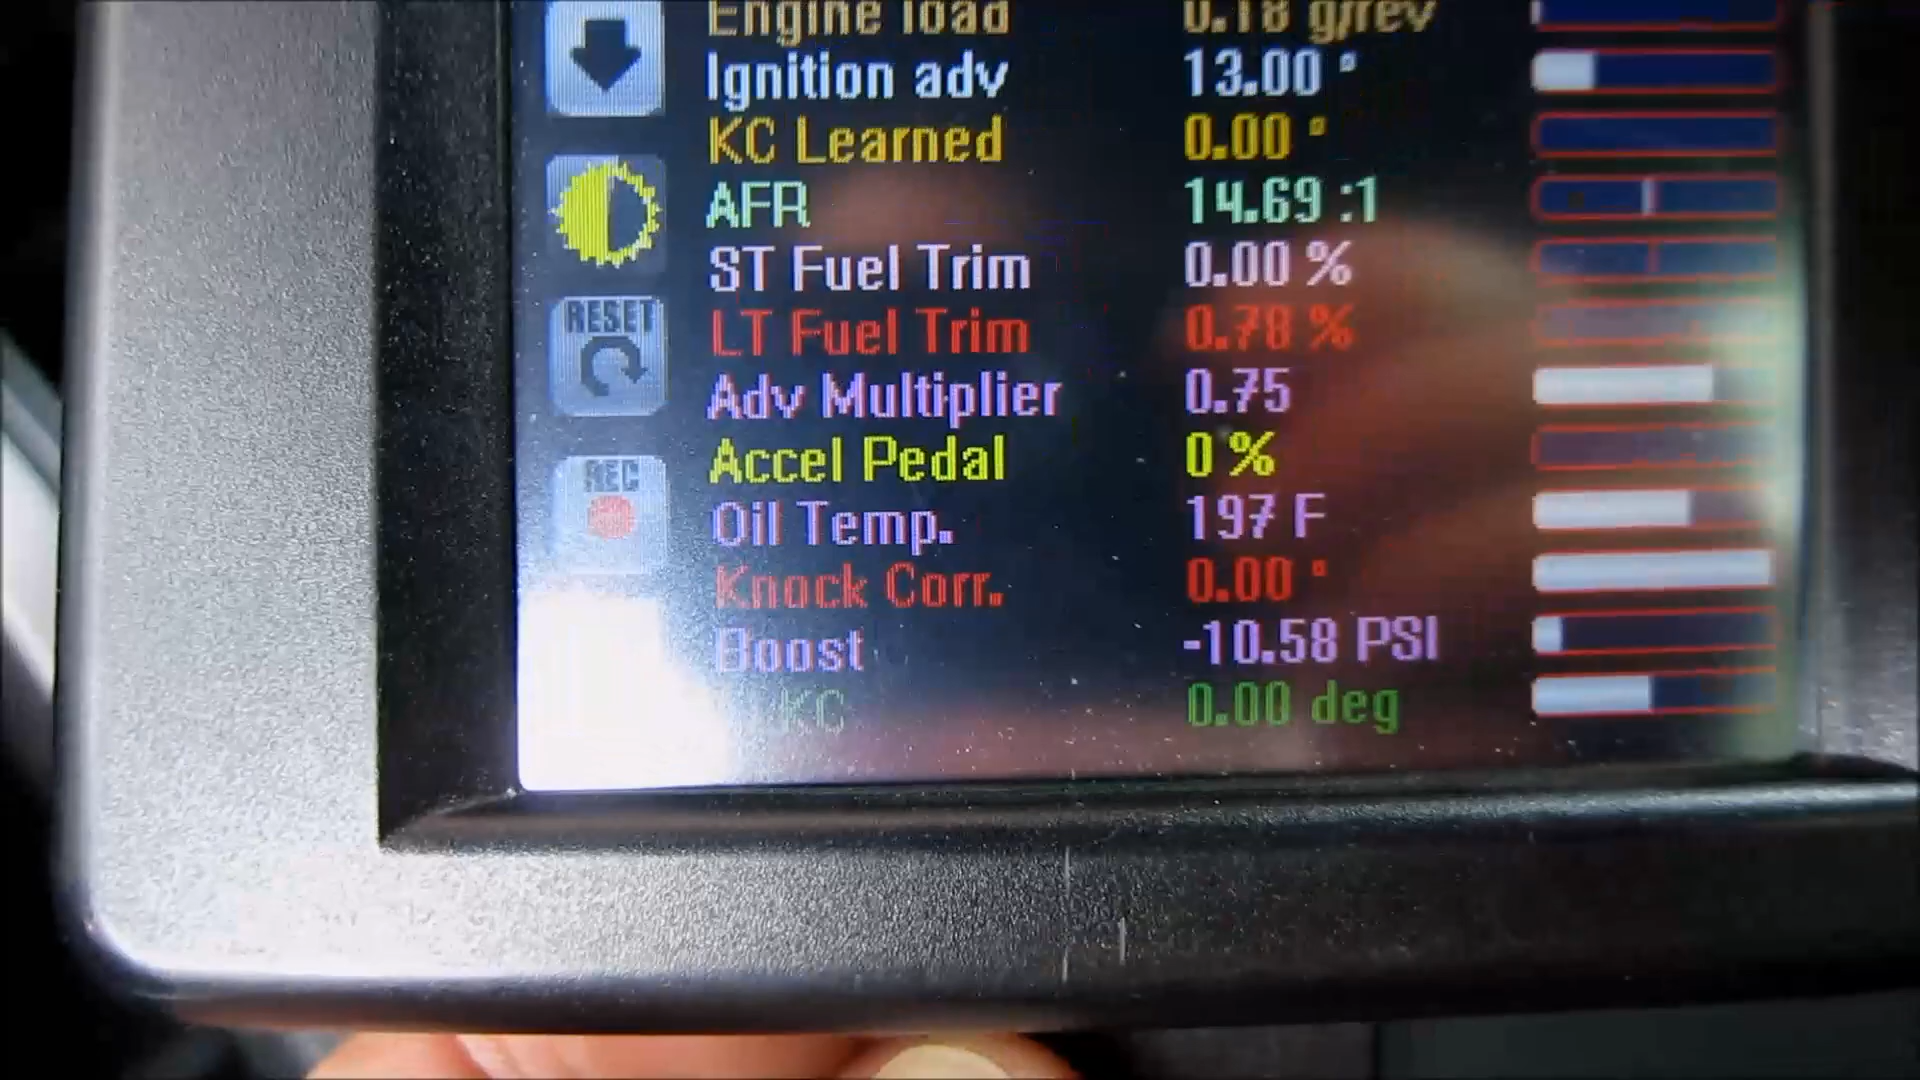 Engine load 0.18 g/rev
Ignition adv 13.00 °
KC Learned 0.00 °
AFR 14.69 :1
ST Fuel Trim 0.00 %
RESET
LT Fuel Trim 0.78 %
Adv Multiplier 0.75
Accel Pedal 0 %
REC
Oil Temp. 197 F
Knock Corr. 0.00 °
Boost -10.58 PSI
KC 0.00 deg